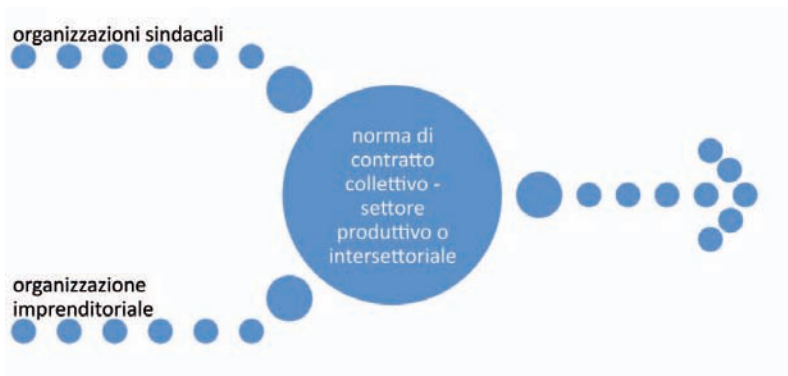 organizzazioni sindacali
norma di
contratto
collettivo -
settore
produttivo o
intersettoriale
organizzazione
imprenditoriale